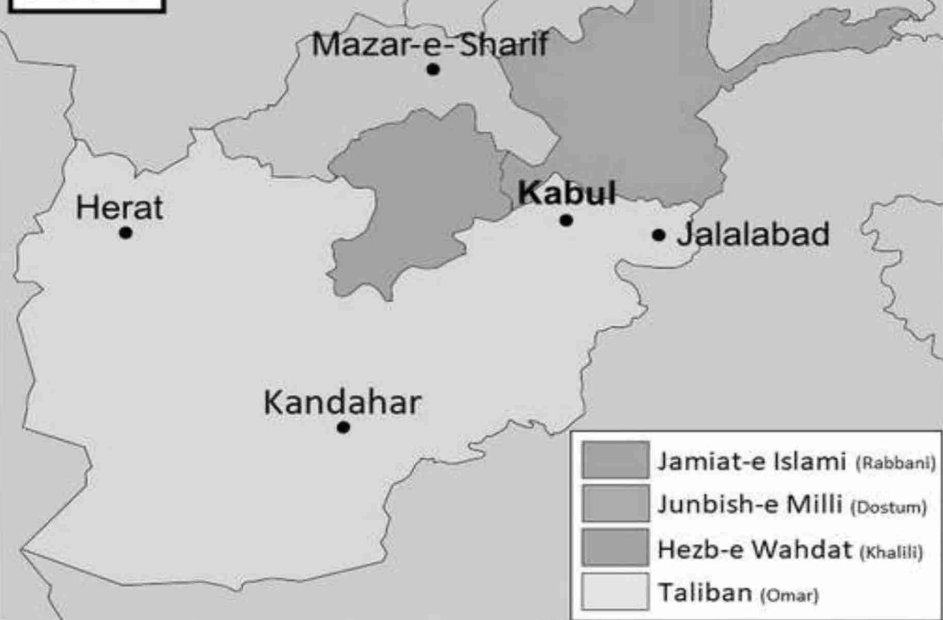 Mazar-e-Sharif
Herat
Kabul
Jalalabad
Kandahar
Jamiat-e Islami (Rabbani)
Junbish-e Milli (Dostum)
Hezb-e Wahdat (Khalili)
Taliban (Omar)